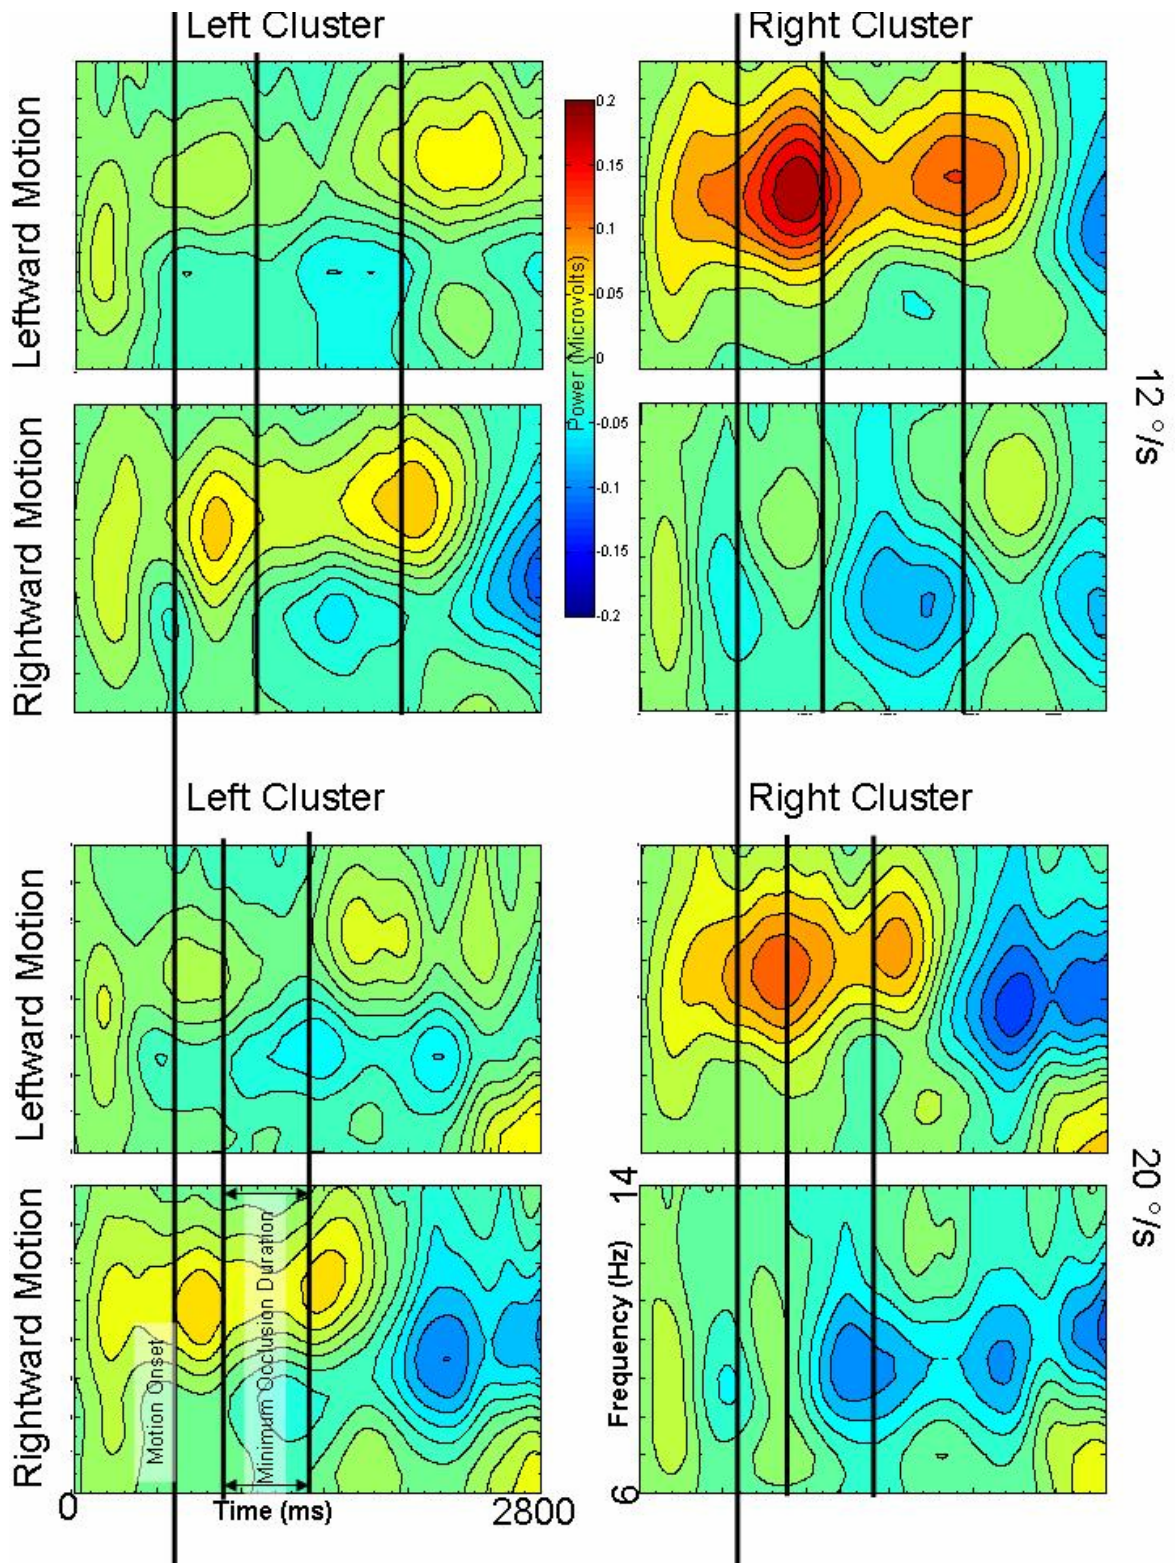 Left Cluster
Right Cluster
Leftward Motion
0.2
0.15
0.1
0.05
0
-0.05
-0.1
-0.15
-0.2
Power (Microvolts)
12 °/s
Rightward Motion
Left Cluster
Right Cluster
Leftward Motion
20 °/s
Rightward Motion
Motion Onset
Minimum Occlusion Duration
14
Frequency (Hz)
6
0
Time (ms)
2800